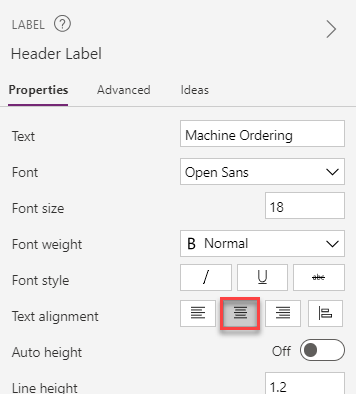 LABEL ?
Header Label
Properties Advanced Ideas
Text Machine Ordering
Font Open Sans
Font size 18
Font weight B Normal
Font style / U abc
Text alignment
Auto height Off
Line height 1.2